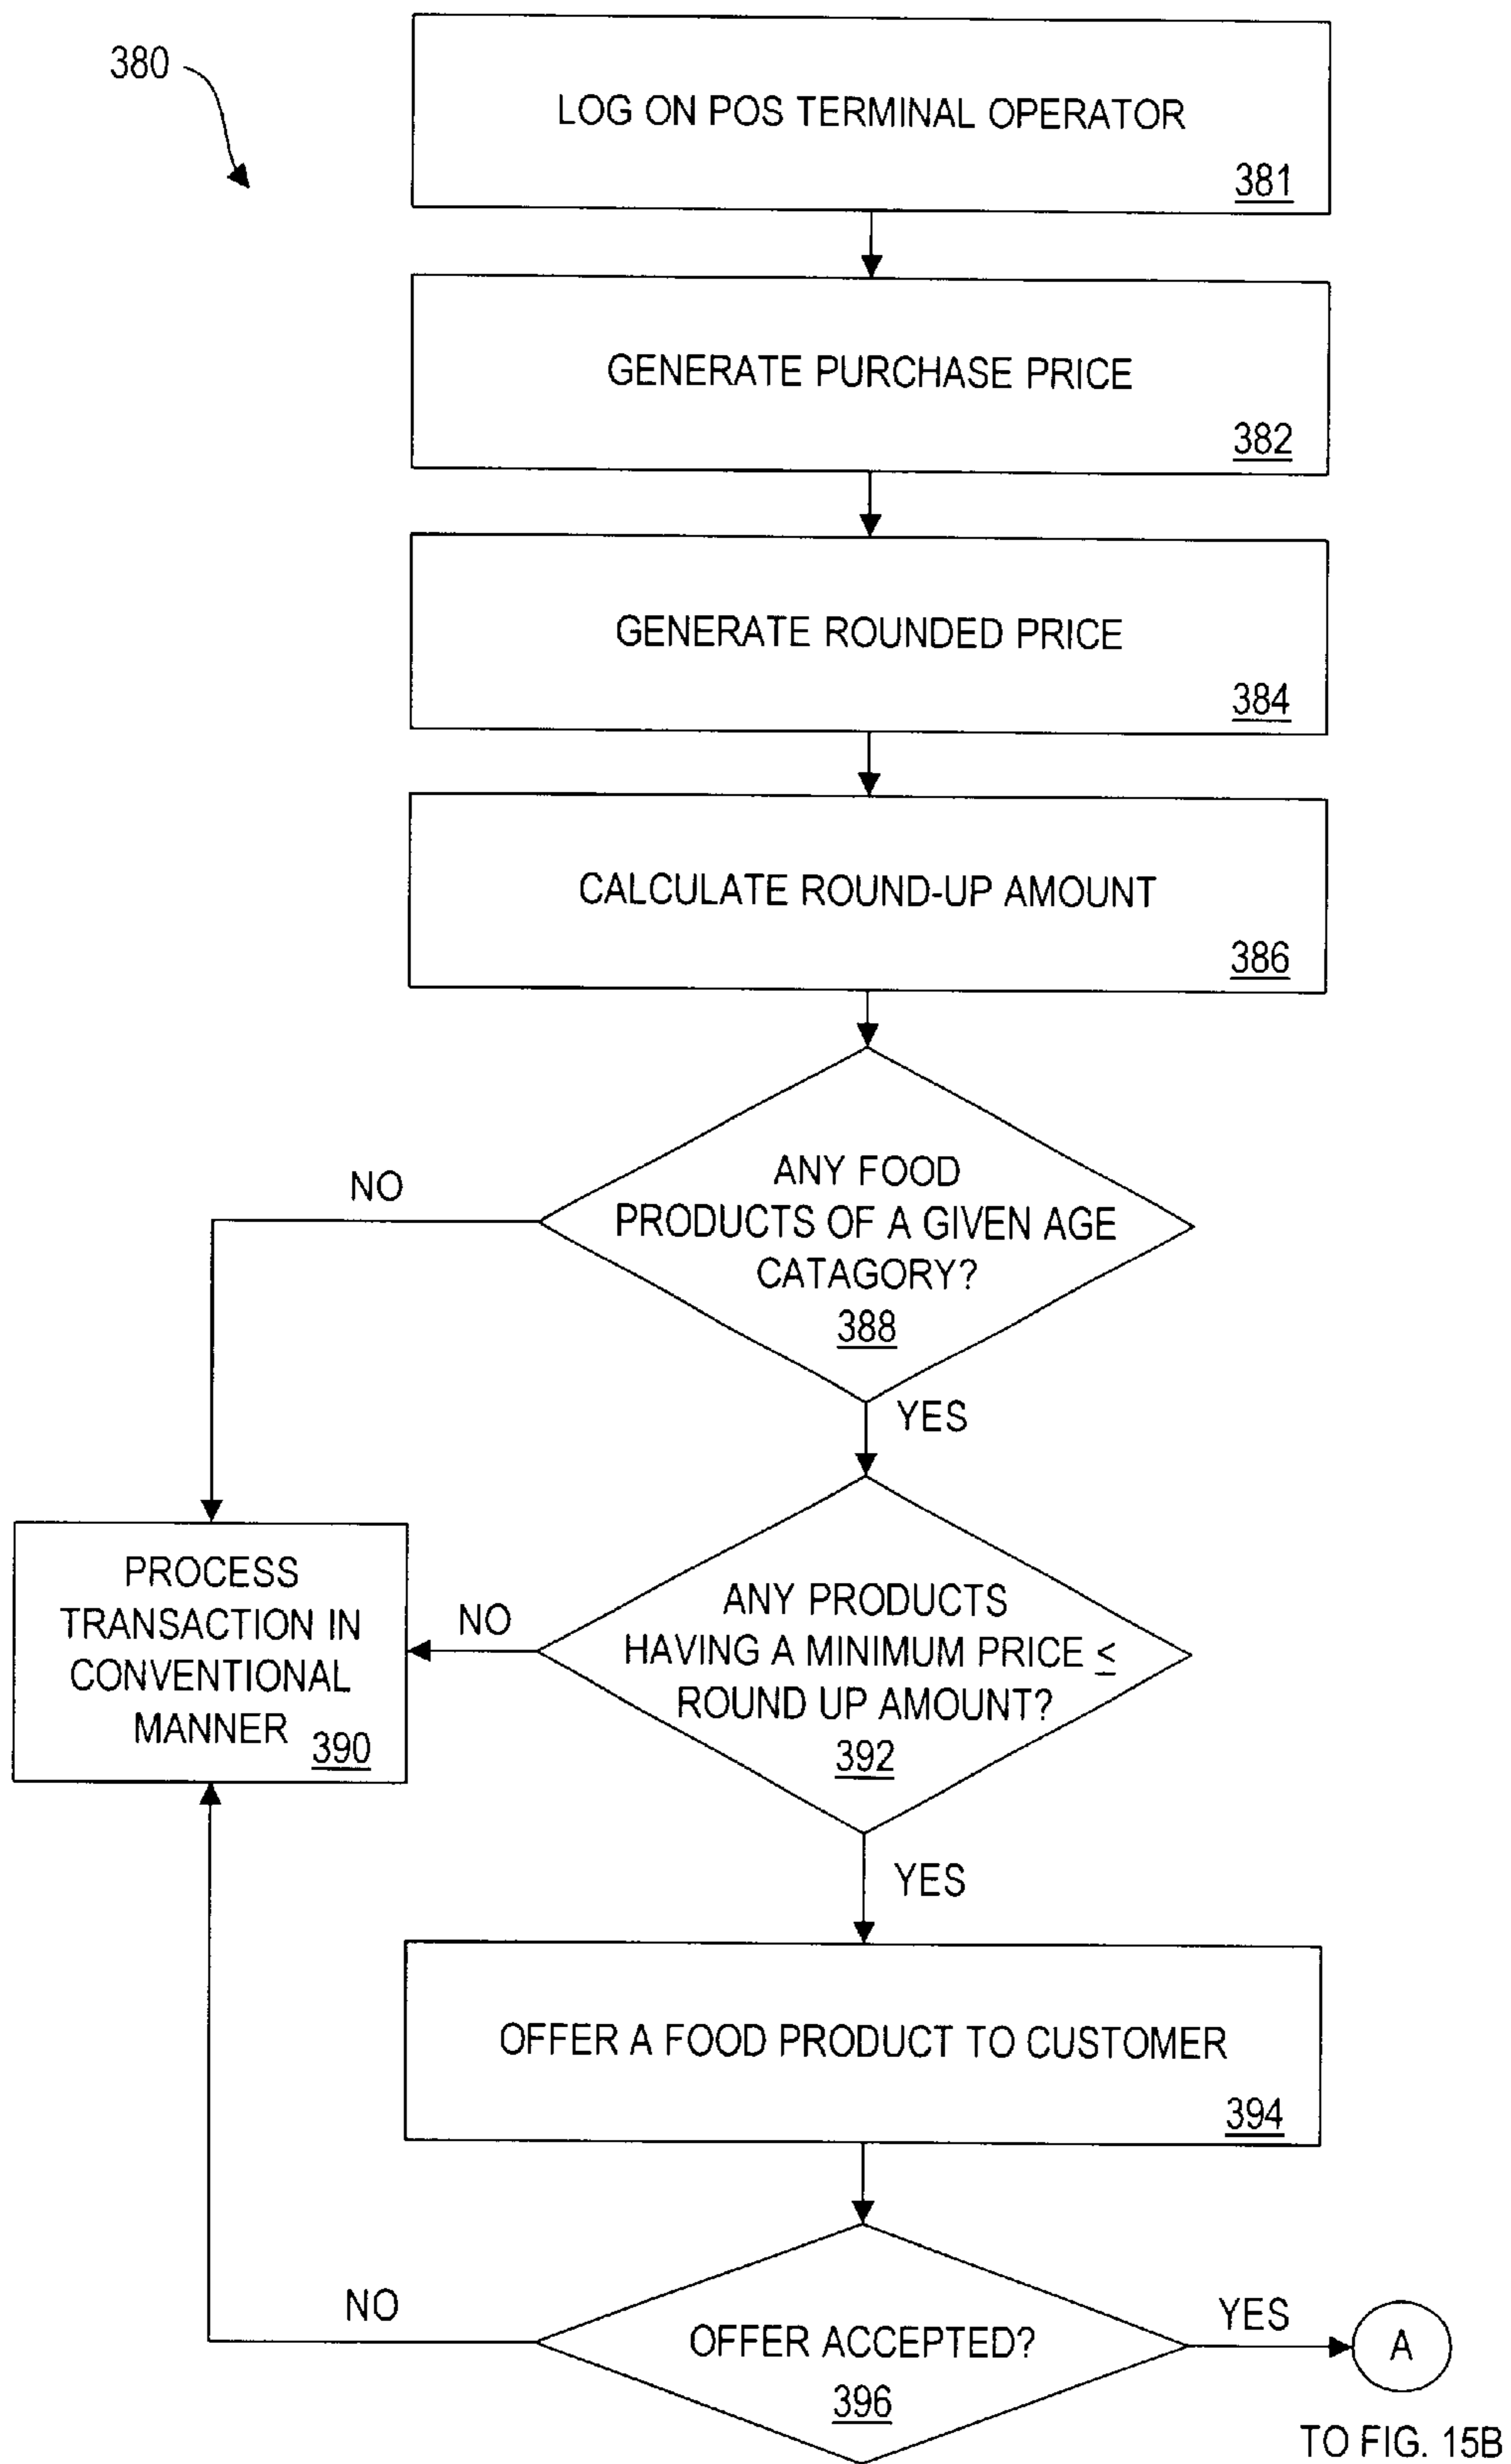 380
LOG ON POS TERMINAL OPERATOR
381
GENERATE PURCHASE PRICE
382
GENERATE ROUNDED PRICE
384
CALCULATE ROUND-UP AMOUNT
386
ANY FOOD
PRODUCTS OF A GIVEN AGE
CATAGORY?
388
NO
YES
PROCESS
TRANSACTION IN
CONVENTIONAL
MANNER
390
NO
ANY PRODUCTS
HAVING A MINIMUM PRICE ≤
ROUND UP AMOUNT?
392
YES
OFFER A FOOD PRODUCT TO CUSTOMER
394
NO
OFFER ACCEPTED?
396
YES
A
TO FIG. 15B